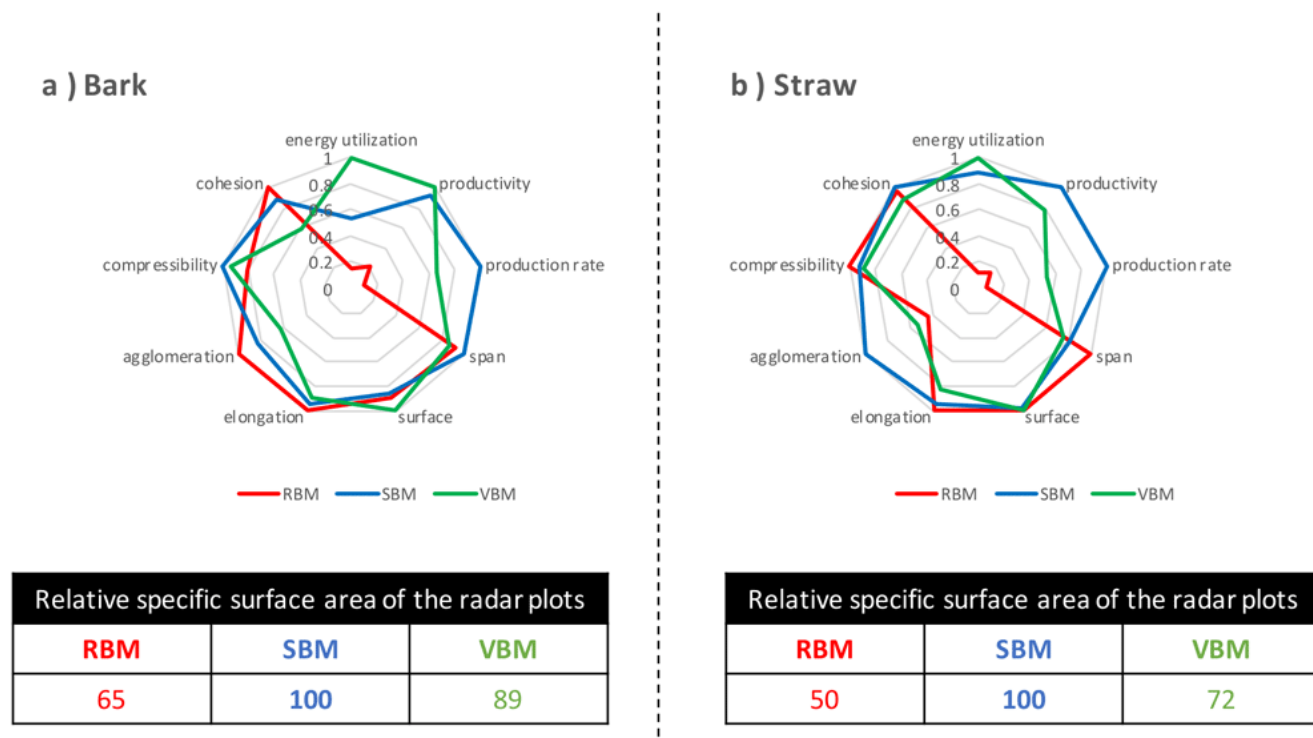 a ) Bark
energy utilization
1
cohesion
0.8
productivity
0.6
0.4
compressibility
0.2
production rate
0
agglomeration
span
elongation
surface
RBM SBM VBM
Relative specific surface area of the radar plots
RBM SBM VBM
65 100 89
b ) Straw
energy utilization
1
cohesion
0.8
productivity
0.6
0.4
compressibility
0.2
production rate
0
agglomeration
span
elongation
surface
RBM SBM VBM
Relative specific surface area of the radar plots
RBM SBM VBM
50 100 72